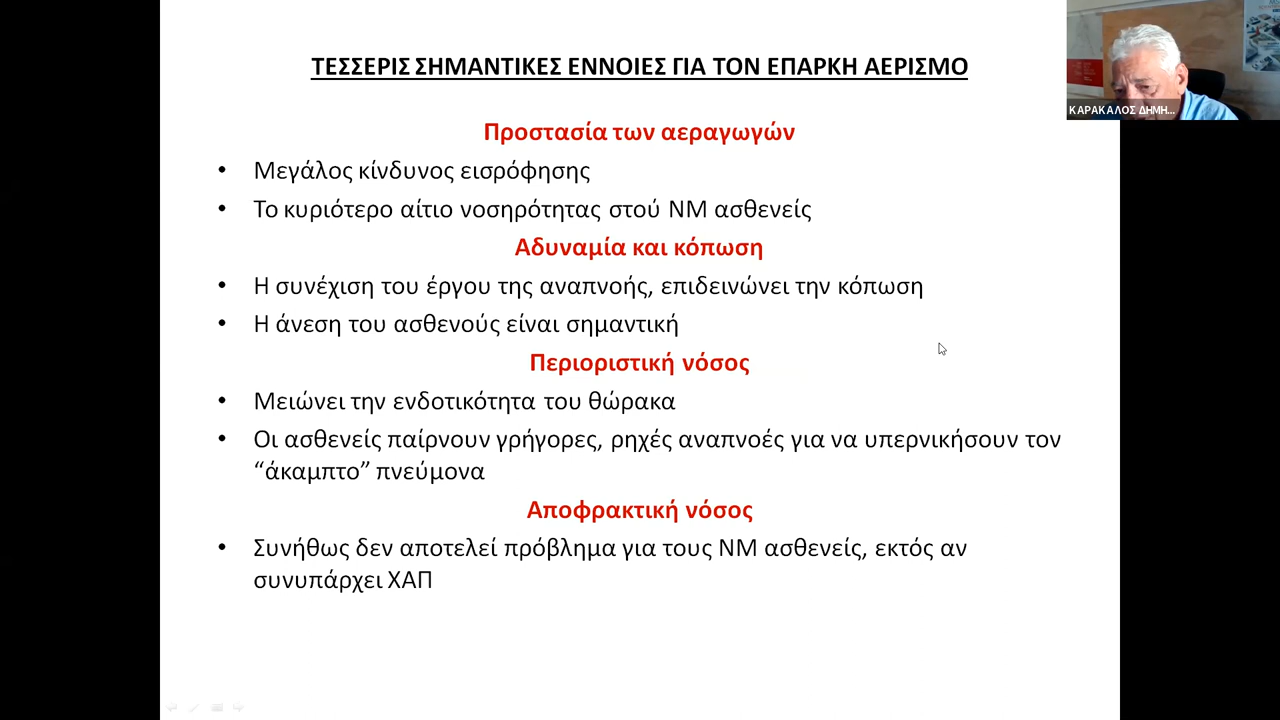 ΤΕΣΣΕΡΙΣ ΣΗΜΑΝΤΙΚΕΣ ΕΝΝΟΙΕΣ ΓΙΑ ΤΟΝ ΕΠΑΡΚΗ ΑΕΡΙΣΜΟ
ΚΑΡΑΚΑΛΟΣ ΔΗΜΗ...
Προστασία των αεραγωγών
• Μεγάλος κίνδυνος εισρόφησης
• Το κυριότερο αίτιο νοσηρότητας στού ΝΜ ασθενείς
Αδυναμία και κόπωση
• Η συνέχιση του έργου της αναπνοής, επιδεινώνει την κόπωση
• Η άνεση του ασθενούς είναι σημαντική
Περιοριστική νόσος
• Μειώνει την ενδοτικότητα του θώρακα
• Οι ασθενείς παίρνουν γρήγορες, ρηχές αναπνοές για να υπερνικήσουν τον
“άκαμπτο” πνεύμονα
Αποφρακτική νόσος
• Συνήθως δεν αποτελεί πρόβλημα για τους ΝΜ ασθενείς, εκτός αν
συνυπάρχει ΧΑΠ